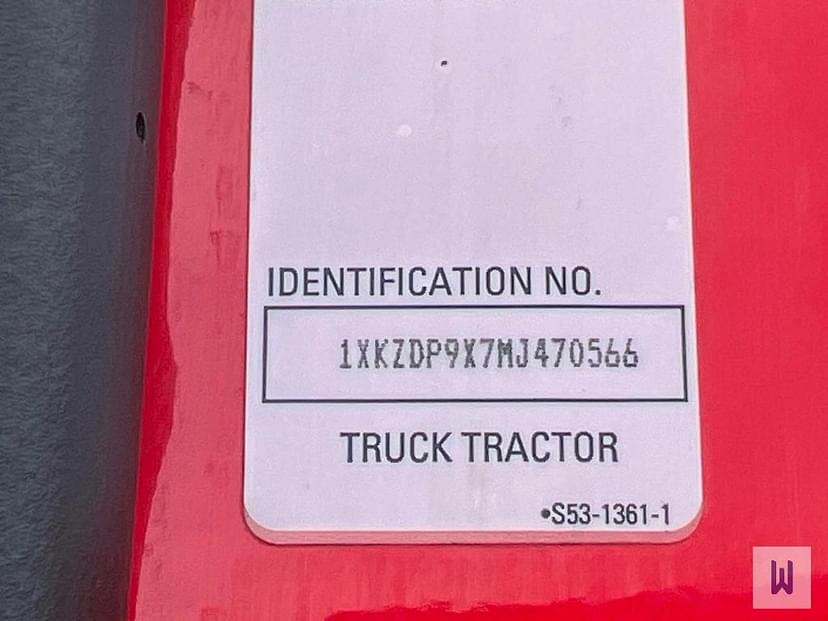 IDENTIFICATION NO.
1XKZDP9X7MJ470566
TRUCK TRACTOR
•S53-1361-1
W